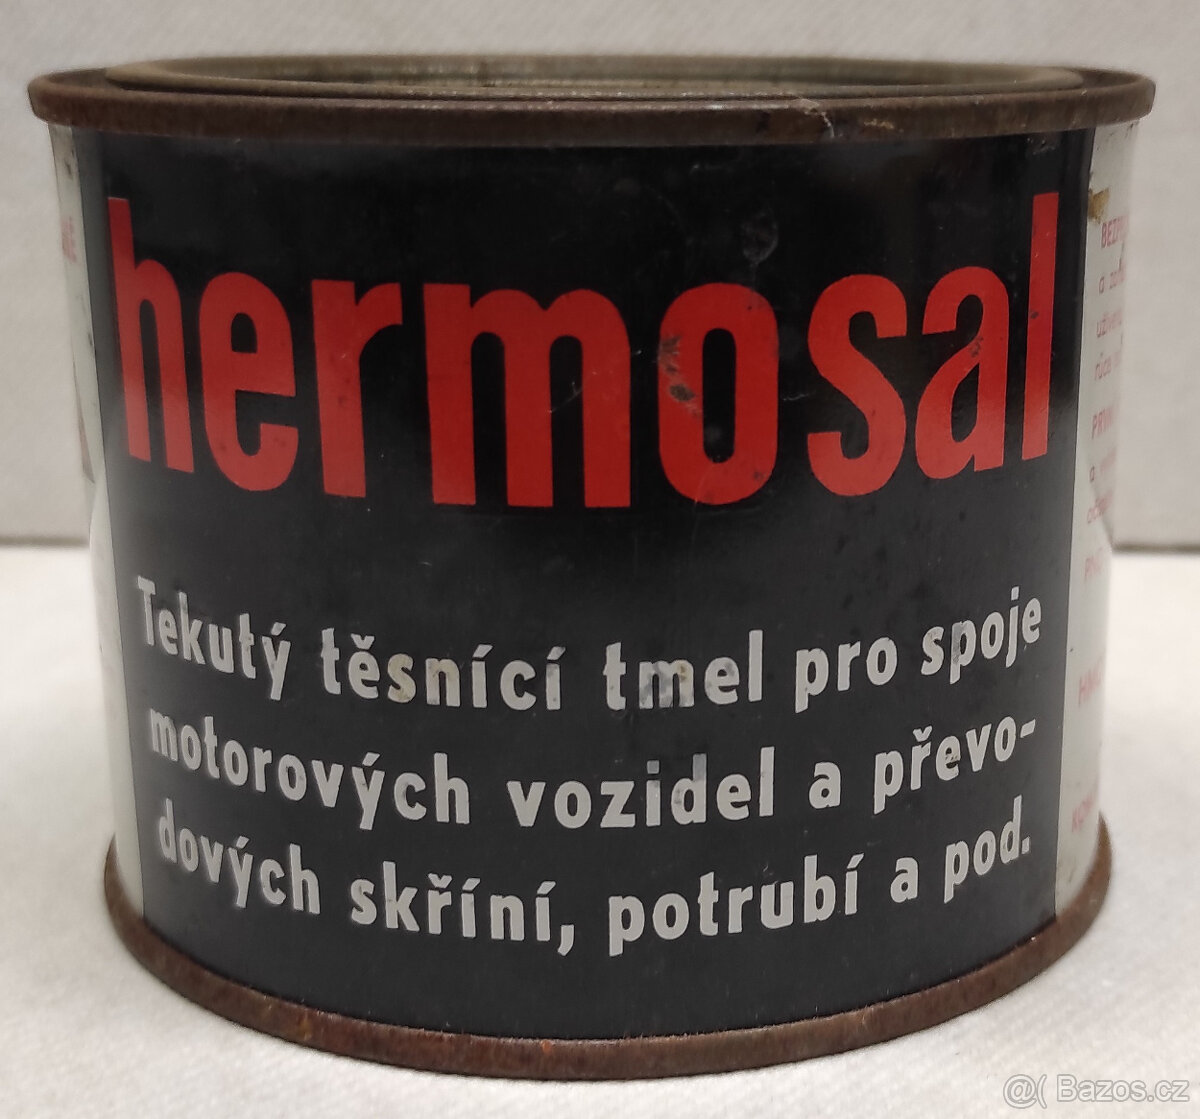 hermosal
Tekutý těsnící tmel pro spoje
motorových vozidel a převo-
dových skříní, potrubí a pod.
@( Bazos.cz